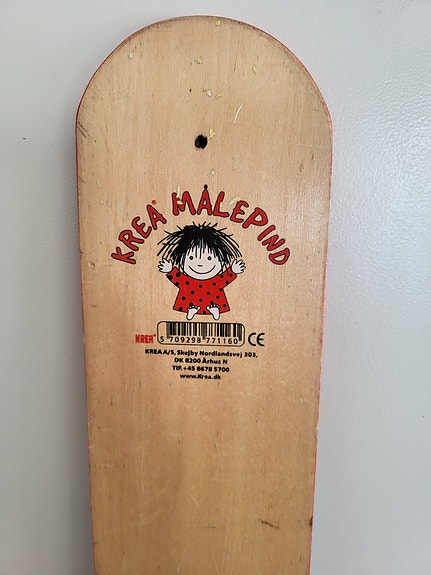 KREA® MÅLEPIND
KREA® 5 709298 771160 CE
KREA A/S, Skejby Nordlandsvej 303,
DK 8200 Århus N
Tlf. +45 8678 5700
www.Krea.dk